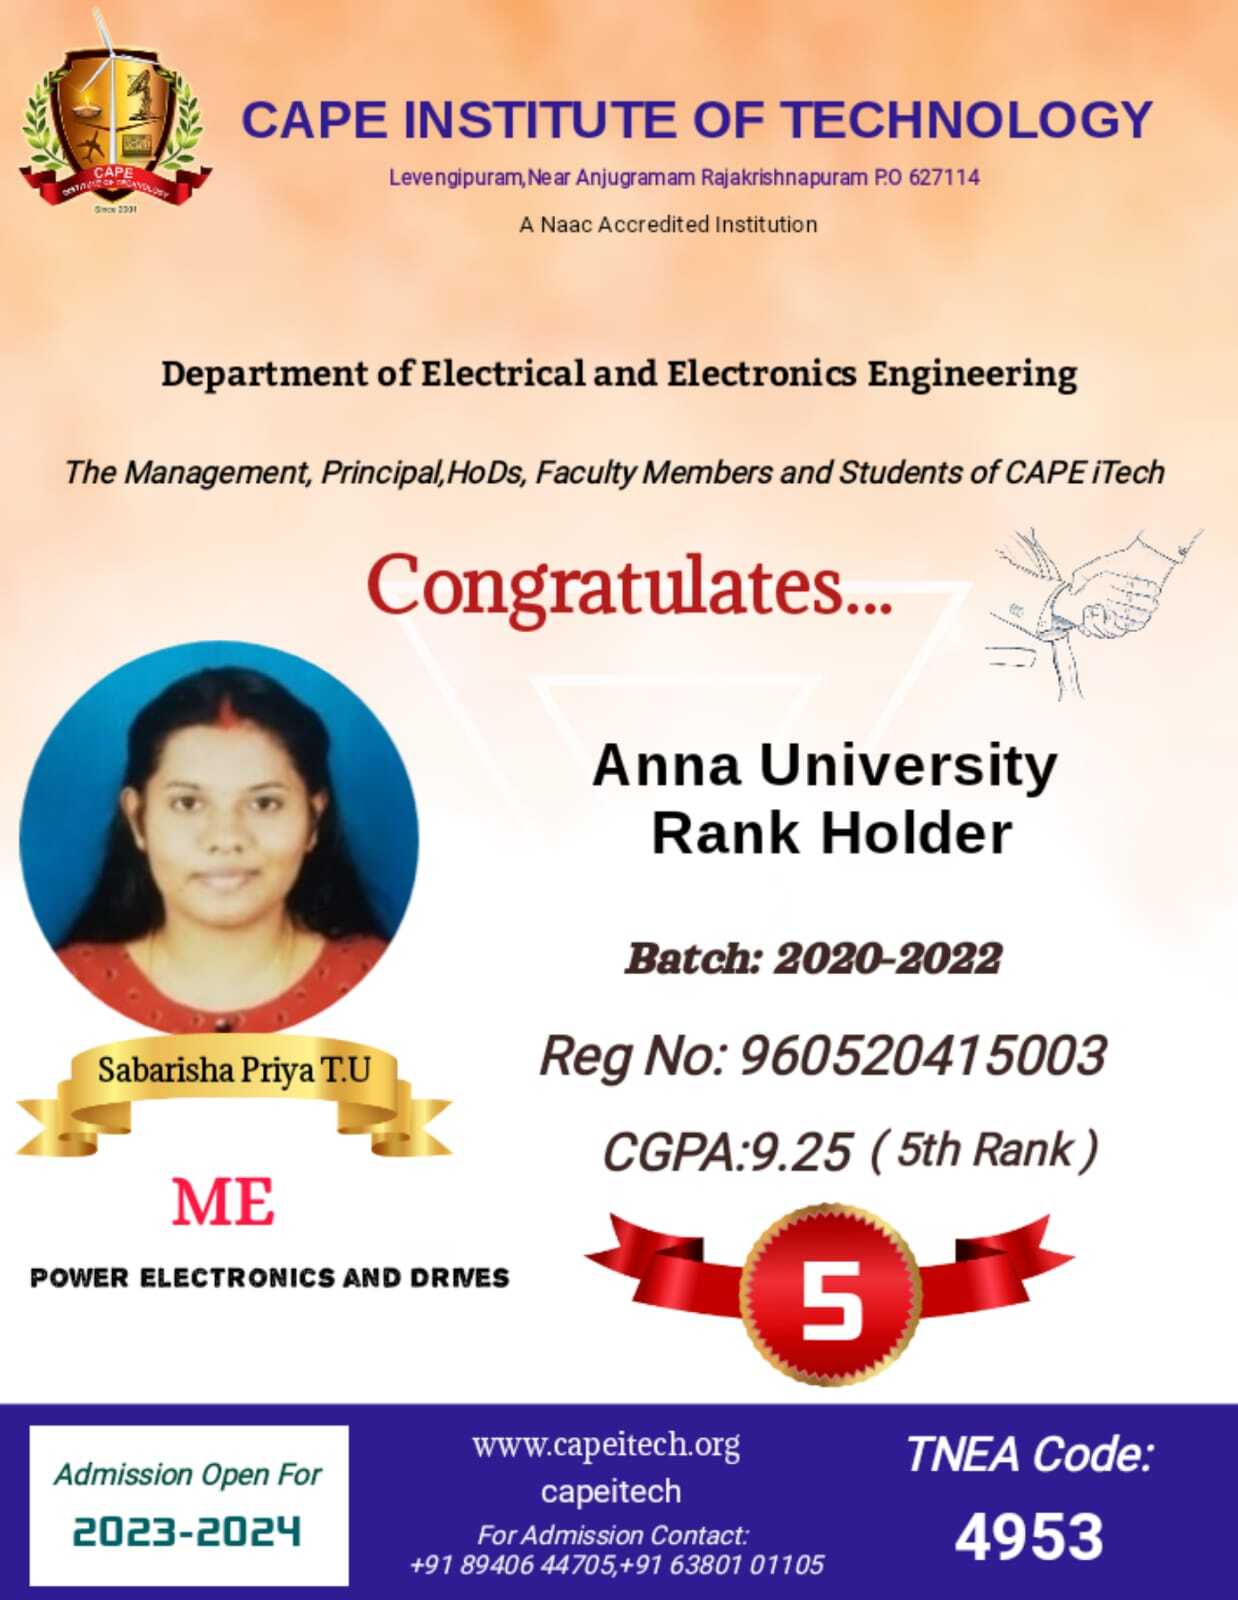 CAPE
INSTITUTE OF TECHNOLOGY
Since 2001
CAPE INSTITUTE OF TECHNOLOGY
Levengipuram,Near Anjugramam Rajakrishnapuram P.O 627114
A Naac Accredited Institution
Department of Electrical and Electronics Engineering
The Management, Principal,HoDs, Faculty Members and Students of CAPE iTech
Congratulates...
Anna University
Rank Holder
Batch: 2020-2022
Reg No: 960520415003
CGPA:9.25 ( 5th Rank )
5
Sabarisha Priya T.U
ME
POWER ELECTRONICS AND DRIVES
Admission Open For
2023-2024
www.capeitech.org
capeitech
For Admission Contact:
+91 89406 44705,+91 63801 01105
TNEA Code:
4953